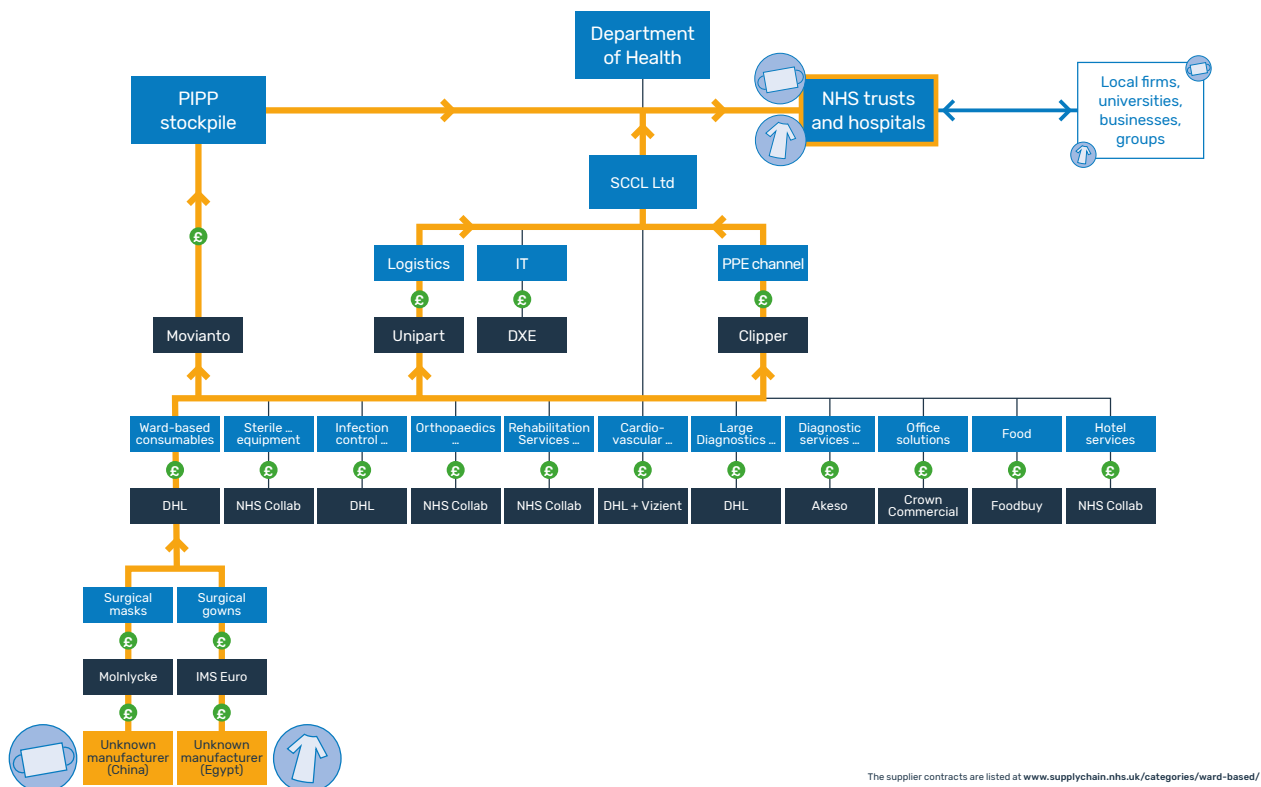 Department
of Health
PIPP
stockpile
NHS trusts
and hospitals
Local firms,
universities,
businesses,
groups
SCCL Ltd
£
Logistics
IT
PPE channel
£
£
£
Movianto
Unipart
DXE
Clipper
Ward-based
consumables
Sterile ...
equipment
Infection
control ...
Orthopaedics
...
Rehabilitation
Services ...
Cardio-
vascular ...
Large
Diagnostics ...
Diagnostic
services ...
Office
solutions
Food
Hotel
services
£
£
£
£
£
£
£
£
£
£
£
DHL
NHS Collab
DHL
NHS Collab
NHS Collab
DHL + Vizient
DHL
Akeso
Crown
Commercial
Foodbuy
NHS Collab
Surgical
masks
Surgical
gowns
£
£
Molnlycke
IMS Euro
£
£
Unknown
manufacturer
(China)
Unknown
manufacturer
(Egypt)
The supplier contracts are listed at www.supplychain.nhs.uk/categories/ward-based/